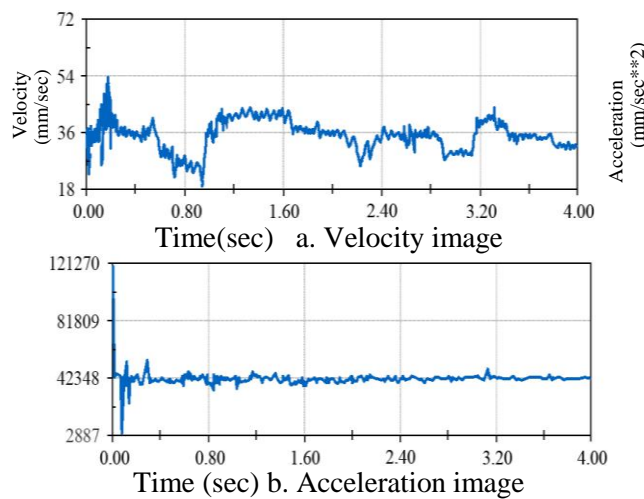 72
54
36
18
Velocity
(mm/sec)
Acceleration
(mm/sec**2)
0.00 0.80 1.60 2.40 3.20 4.00
Time(sec) a. Velocity image
121270
81809
42348
2887
0.00 0.80 1.60 2.40 3.20 4.00
Time (sec) b. Acceleration image